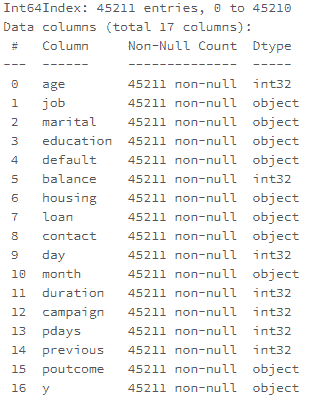 Int64Index: 45211 entries, 0 to 45210
Data columns (total 17 columns):
 #   Column     Non-Null Count  Dtype
---  ------     --------------  -----
 0   age        45211 non-null  int32
 1   job        45211 non-null  object
 2   marital    45211 non-null  object
 3   education  45211 non-null  object
 4   default    45211 non-null  object
 5   balance    45211 non-null  int32
 6   housing    45211 non-null  object
 7   loan       45211 non-null  object
 8   contact    45211 non-null  object
 9   day        45211 non-null  int32
 10  month      45211 non-null  object
 11  duration   45211 non-null  int32
 12  campaign   45211 non-null  int32
 13  pdays      45211 non-null  int32
 14  previous   45211 non-null  int32
 15  poutcome   45211 non-null  object
 16  y          45211 non-null  object